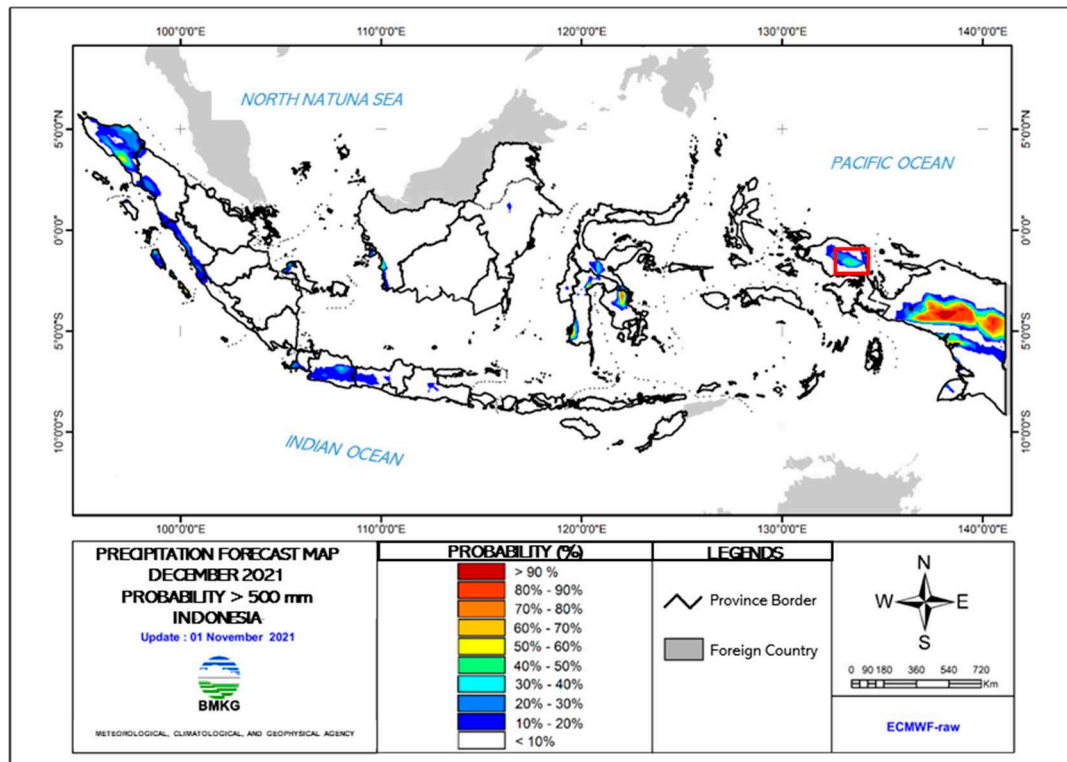 100°0'0"E 110°0'0"E 120°0'0"E 130°0'0"E 140°0'0"E
NORTH NATUNA SEA
5°0'0"N 5°0'0"N
PACIFIC OCEAN
0°0'0" 0°0'0"
5°0'0"S 5°0'0"S
10°0'0"S 10°0'0"S
INDIAN OCEAN
100°0'0"E 110°0'0"E 120°0'0"E 130°0'0"E 140°0'0"E
PRECIPITATION FORECAST MAP
DECEMBER 2021
PROBABILITY > 500 mm
INDONESIA
Update : 01 November 2021
BMKG
METEOROLOGICAL, CLIMATOLOGICAL, AND GEOPHYSICAL AGENCY
PROBABILITY (%)
> 90 %
80% - 90%
70% - 80%
60% - 70%
50% - 60%
40% - 50%
30% - 40%
20% - 30%
10% - 20%
< 10%
LEGENDS
Province Border
Foreign Country
N
W E
S
0 90 180 360 540 720
Km
ECMWF-raw